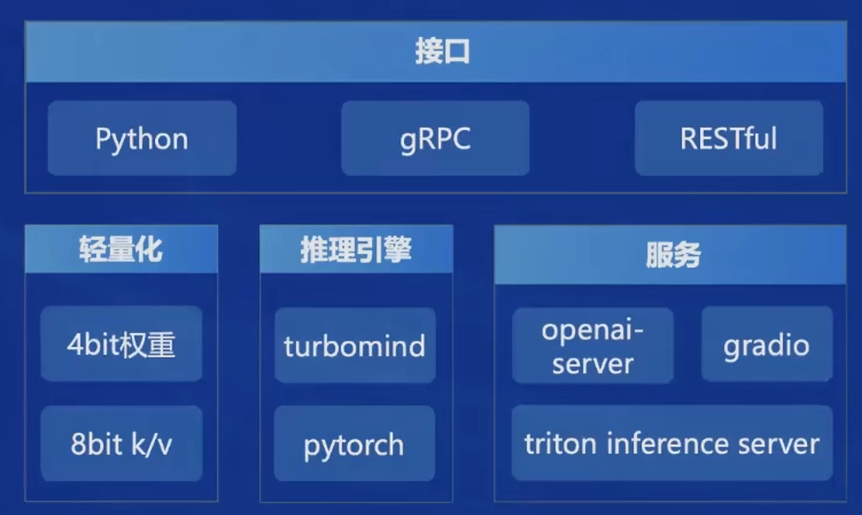 接口
Python
gRPC
RESTful
轻量化
4bit权重
8bit k/v
推理引擎
turbomind
pytorch
服务
openai-
server
gradio
triton inference server